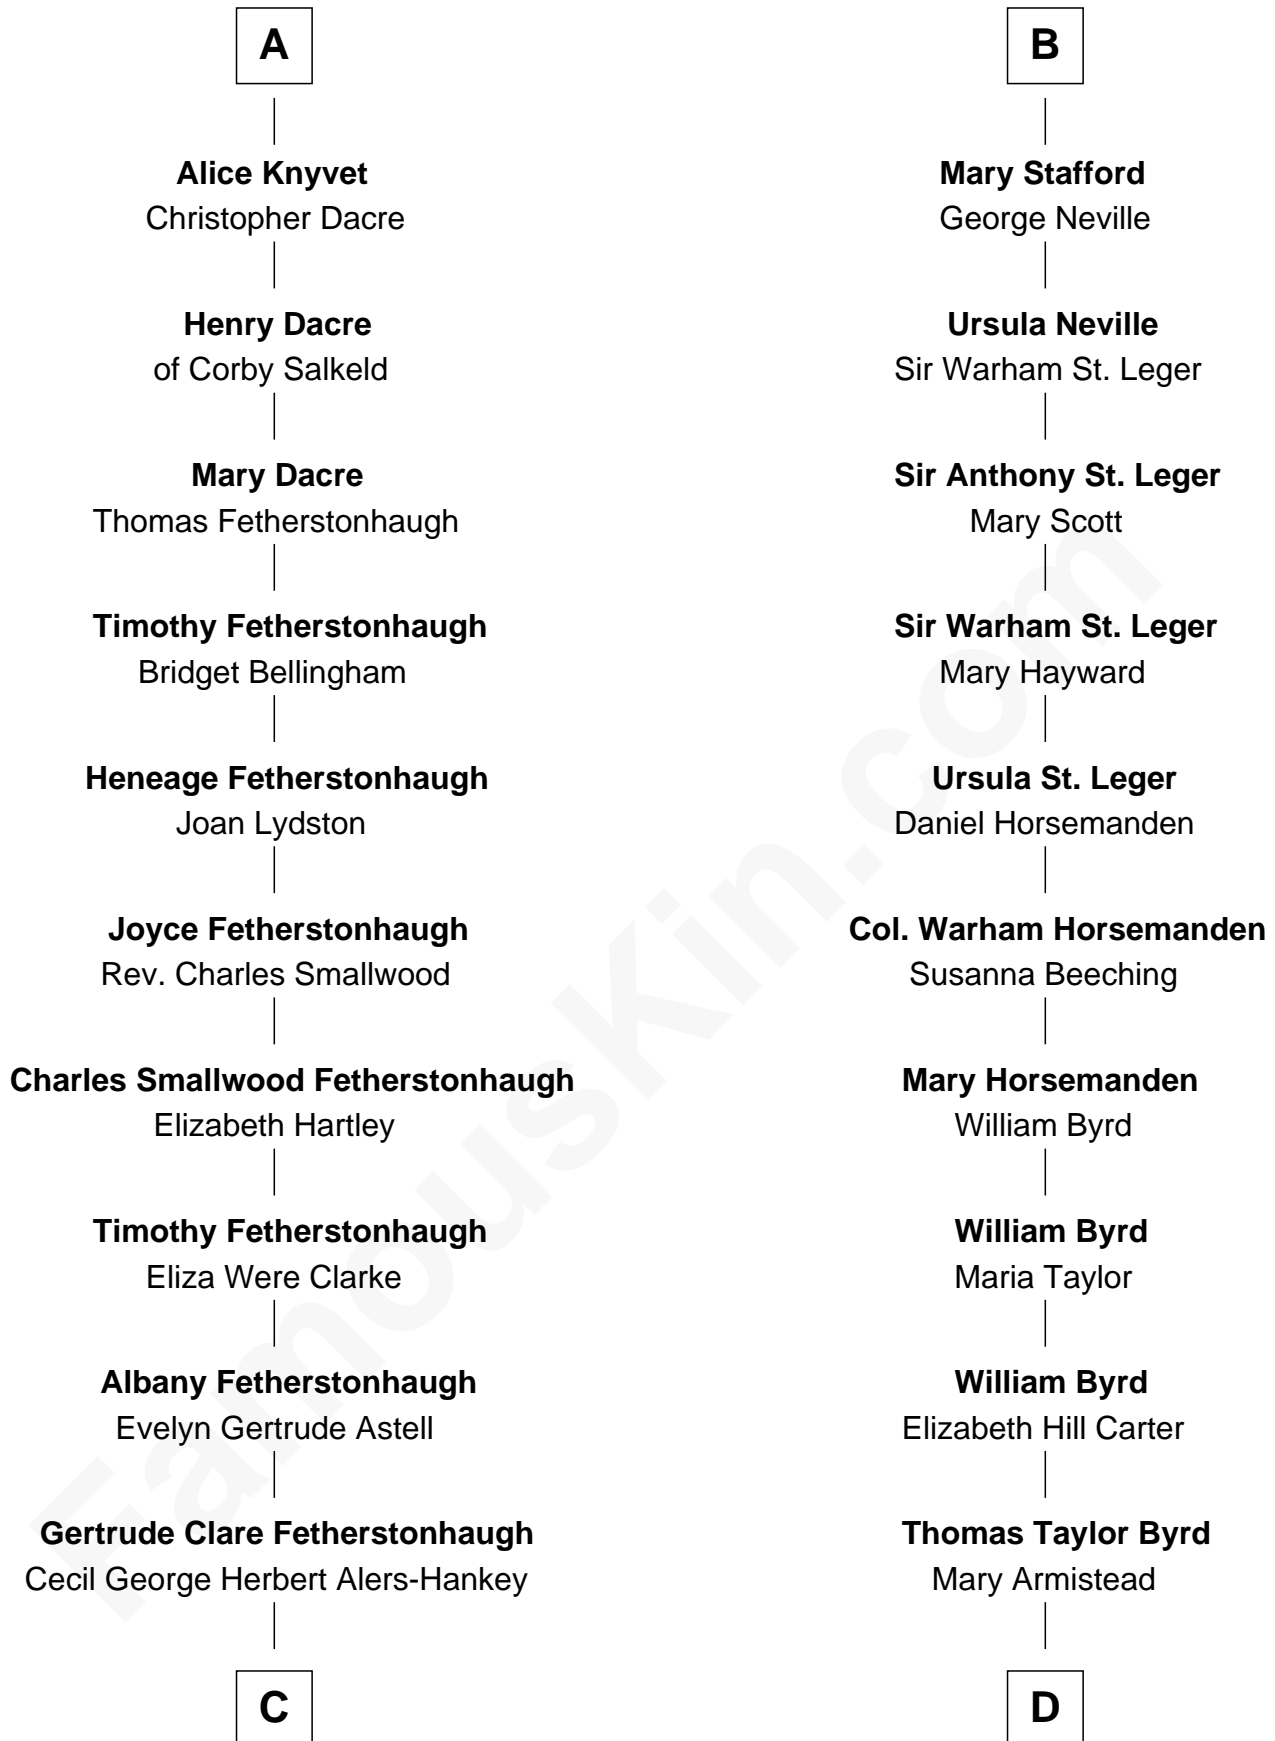 A
Alice Knyvet
Christopher Dacre
Henry Dacre
of Corby Salkeld
Mary Dacre
Thomas Fetherstonhaugh
Timothy Fetherstonhaugh
Bridget Bellingham
Heneage Fetherstonhaugh
Joan Lydston
Joyce Fetherstonhaugh
Rev. Charles Smallwood
Charles Smallwood Fetherstonhaugh
Elizabeth Hartley
Timothy Fetherstonhaugh
Eliza Were Clarke
Albany Fetherstonhaugh
Evelyn Gertrude Astell
Gertrude Clare Fetherstonhaugh
Cecil George Herbert Alers-Hankey
C
B
Mary Stafford
George Neville
Ursula Neville
Sir Warham St. Leger
Sir Anthony St. Leger
Mary Scott
Sir Warham St. Leger
Mary Hayward
Ursula St. Leger
Daniel Horsemanden
Col. Warham Horsemanden
Susanna Beeching
Mary Horsemanden
William Byrd
William Byrd
Maria Taylor
William Byrd
Elizabeth Hill Carter
Thomas Taylor Byrd
Mary Armistead
D
FamousKin.com